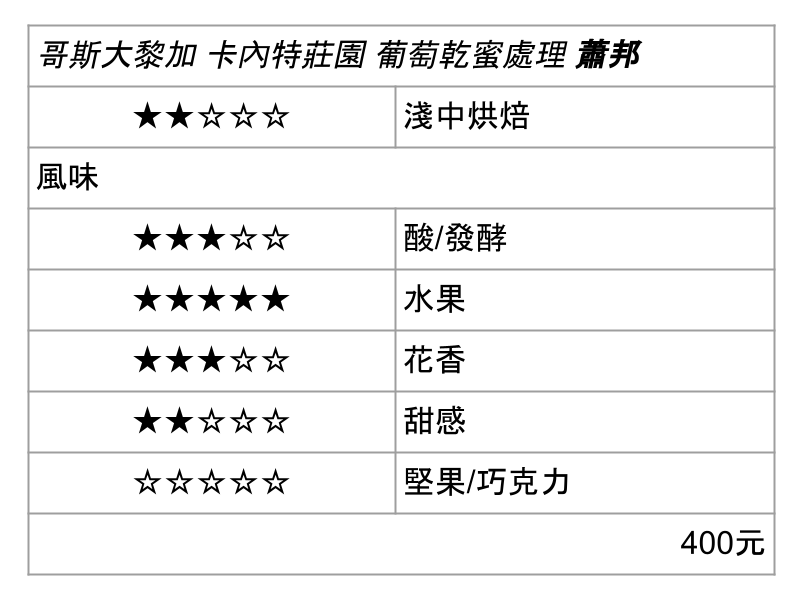 哥斯大黎加 卡內特莊園 葡萄乾蜜處理 蕭邦
★★☆☆☆ 淺中烘焙
風味
★★★☆☆ 酸/發酵
★★★★★ 水果
★★★☆☆ 花香
★★☆☆☆ 甜感
☆☆☆☆☆ 堅果/巧克力
400元